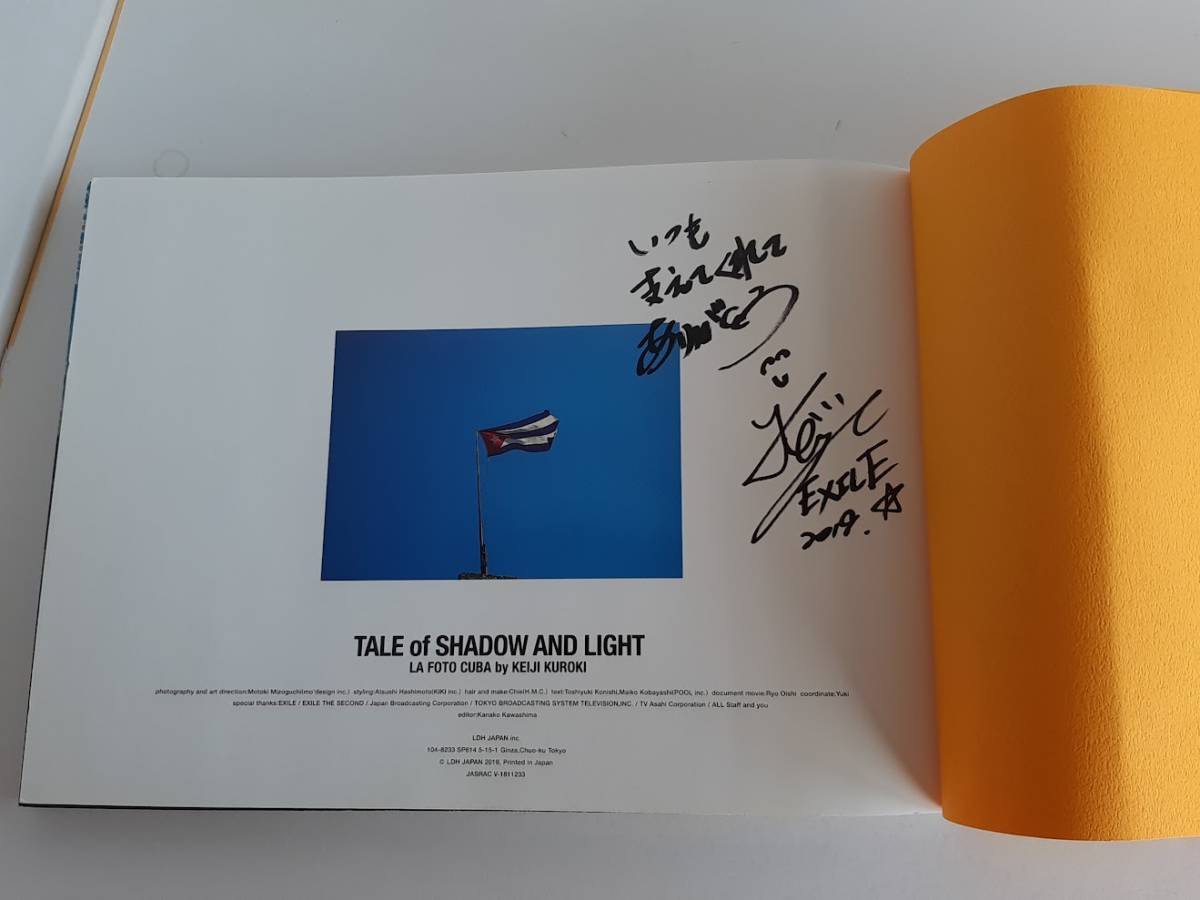 いつも
支えてくれて
ありがとう
EXILE
2019.
TALE of SHADOW AND LIGHT
LA FOTO CUBA by KEIJI KUROKI
photography and art direction:Motoki Mizoguchi(mo'design inc.) styling:Atsushi Hashimoto(KIKI inc.) hair and make:Chie(H.M.C.) text:Toshiyuki Konishi,Maiko Kobayashi(POOL inc.) document movie:Ryo Oishi coordinate:Yuki
special thanks:EXILE / EXILE THE SECOND / Japan Broadcasting Corporation / TOKYO BROADCASTING SYSTEM TELEVISION,INC. / TV Asahi Corporation / ALL Staff and you
editor:Kanako Kawashima
LDH JAPAN inc.
104-8233 SP614 5-15-1 Ginza,Chuo-ku Tokyo
© LDH JAPAN 2019, Printed in Japan
JASRAC V-1811233